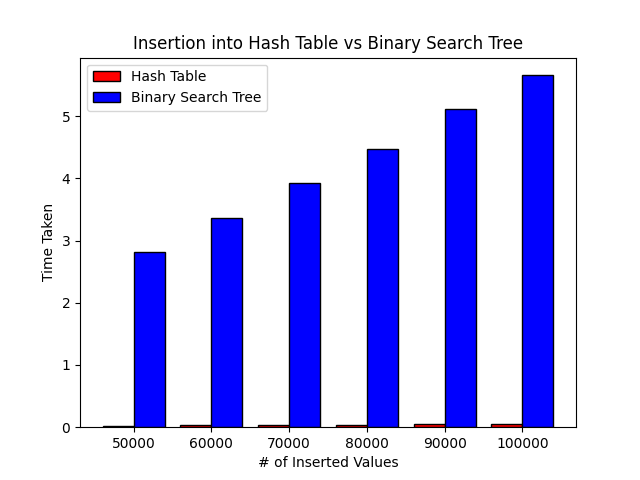 Insertion into Hash Table vs Binary Search Tree
Hash Table
Binary Search Tree
Time Taken
5
4
3
2
1
0
50000 60000 70000 80000 90000 100000
# of Inserted Values